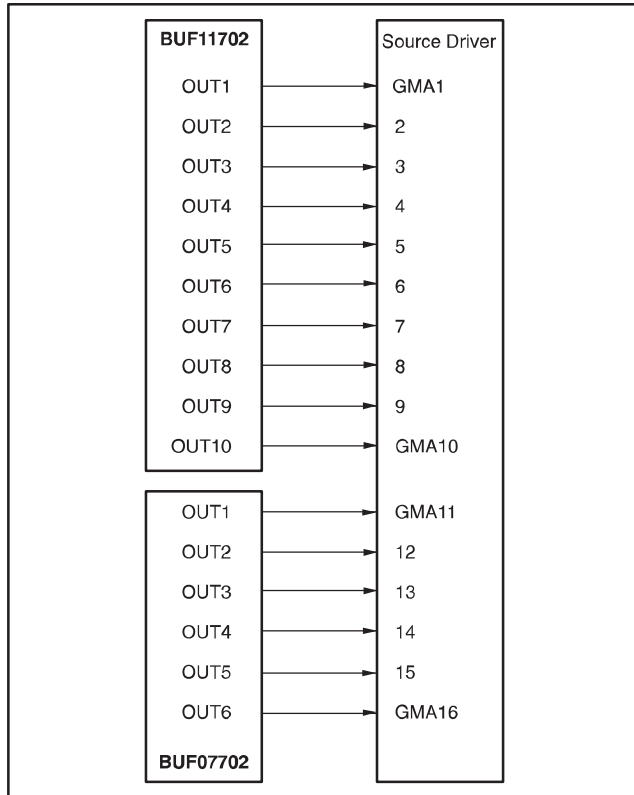 BUF11702 Source Driver
OUT1 GMA1
OUT2 2
OUT3 3
OUT4 4
OUT5 5
OUT6 6
OUT7 7
OUT8 8
OUT9 9
OUT10 GMA10
OUT1 GMA11
OUT2 12
OUT3 13
OUT4 14
OUT5 15
OUT6 GMA16
BUF07702